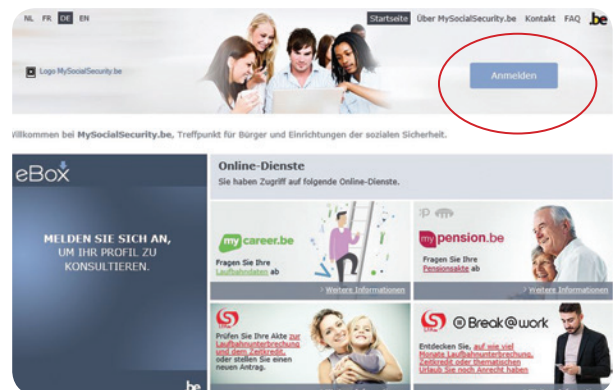 NL FR DE EN
Startseite Über MySocialSecurity.be Kontakt FAQ .be
Logo MySocialSecurity.be
Anmelden
illkommen bei MySocialSecurity.be, Treffpunkt für Bürger und Einrichtungen der sozialen Sicherheit.
eBox
MELDEN SIE SICH AN,
UM IHR PROFIL ZU
KONSULTIEREN.
be
Online-Dienste
Sie haben Zugriff auf folgende Online-Dienste.
my career.be
Fragen Sie Ihre
Laufbahndaten ab
> Weitere Informationen
:p
my pension.be
Fragen Sie Ihre
Pensionsakte ab
> Weitere Informationen
Prüfen Sie Ihre Akte zur
Laufbahnunterbrechung
und dem Zeitkredit,
oder stellen Sie einen
neuen Antrag.
Break@work
Entdecken Sie, auf wie viel
Monate Laufbahnunterbrechung,
Zeitkredit oder thematischen
Urlaub Sie noch Anrecht haben